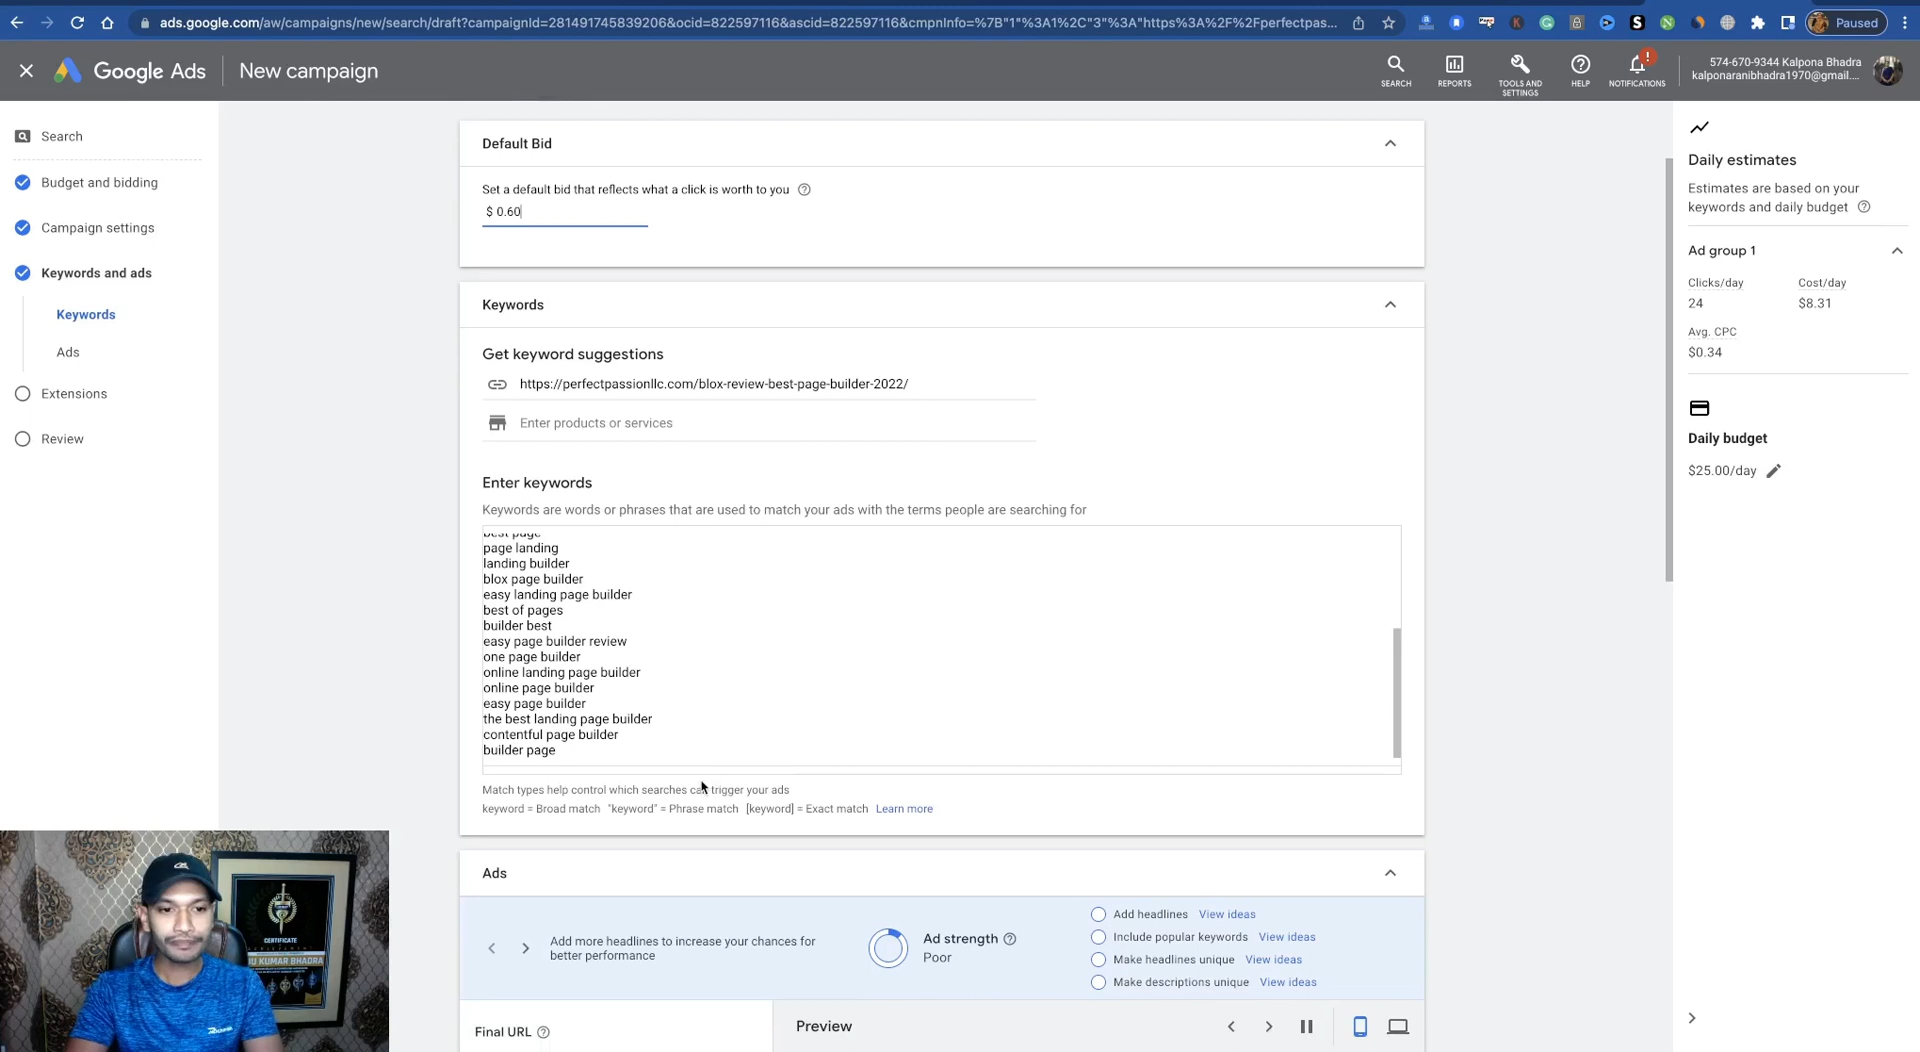 ads.google.com/aw/campaigns/new/search/draft?campaignId=281491745839206&ocid=822597116&ascid=822597116&cmpnInfo=%7B"1"%3A1%2C"3"%3A"https%3A%2F%2Fperfectpas...
Paused
Google Ads
New campaign
SEARCH
REPORTS
TOOLS AND
SETTINGS
HELP
NOTIFICATIONS
574-670-9344 Kalpona Bhadra
kalponaranibhadra1970@gmail....
Search
Budget and bidding
Campaign settings
Keywords and ads
Keywords
Ads
Extensions
Review
Default Bid
Set a default bid that reflects what a click is worth to you
$ 0.60
Keywords
Get keyword suggestions
https://perfectpassionllc.com/blox-review-best-page-builder-2022/
Enter products or services
Enter keywords
Keywords are words or phrases that are used to match your ads with the terms people are searching for
best page
page landing
landing builder
blox page builder
easy landing page builder
best of pages
builder best
easy page builder review
one page builder
online landing page builder
online page builder
easy page builder
the best landing page builder
contentful page builder
builder page
Match types help control which searches can trigger your ads
keyword = Broad match "keyword" = Phrase match [keyword] = Exact match Learn more
Ads
Add more headlines to increase your chances for
better performance
Ad strength
Poor
Add headlines View ideas
Include popular keywords View ideas
Make headlines unique View ideas
Make descriptions unique View ideas
Final URL
Preview
Daily estimates
Estimates are based on your
keywords and daily budget
Ad group 1
Clicks/day
Cost/day
24
$8.31
Avg. CPC
$0.34
Daily budget
$25.00/day
CERTIFICATE
KUMAR BHADRA